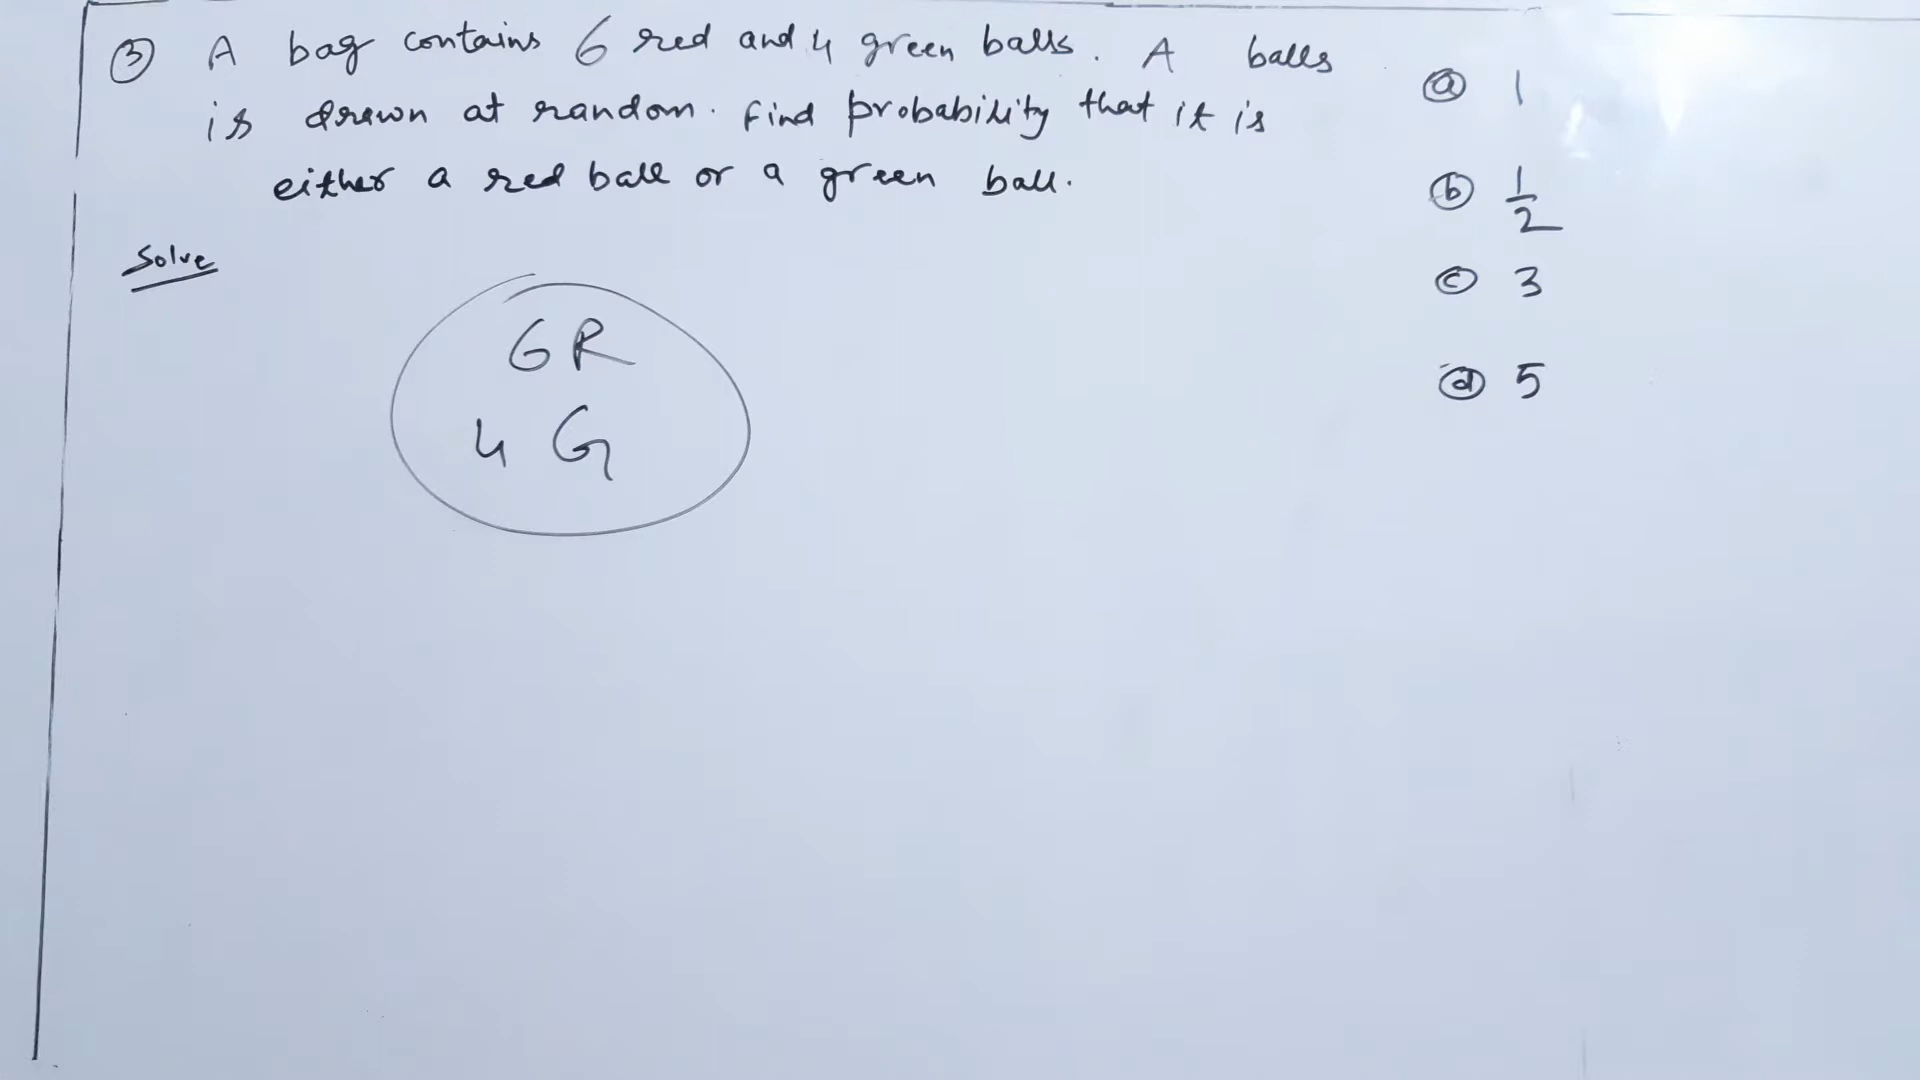 ③ A bag contains 6 red and 4 green balls. A balls
is drawn at random. Find probability that it is
either a red ball or a green ball.
ⓐ 1
ⓑ 1/2
ⓒ 3
ⓓ 5
Solve
6R
4 G